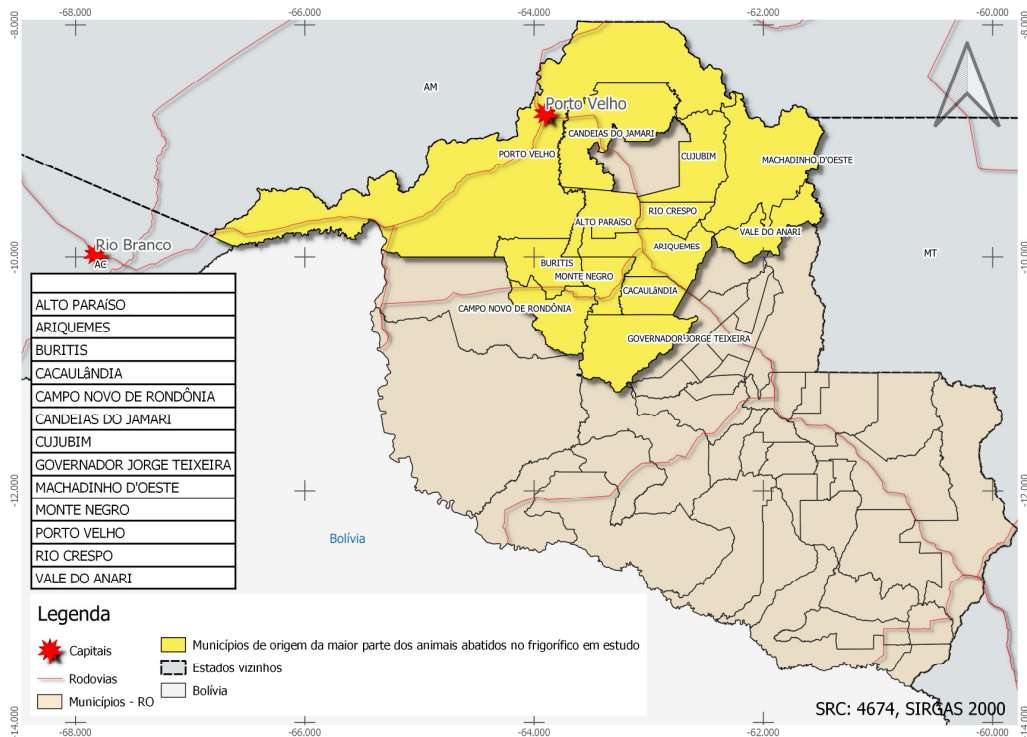 -68.000
-66.000
-64.000
-62.000
-60.000
-8.000
-8.000
AM
Porto Velho
CANDEIAS DO JAMARI
PORTO VELHO
CUJUBIM
MACHADINHO D'OESTE
RIO CRESPO
ALTO PARAíSO
VALE DO ANARI
ARIQUEMES
Rio Branco
AC
-10.000
-10.000
MT
BURITIS
MONTE NEGRO
CACAULâNDIA
CAMPO NOVO DE RONDÔNIA
GOVERNADOR JORGE TEIXEIRA
ALTO PARAíSO
ARIQUEMES
BURITIS
CACAULâNDIA
CAMPO NOVO DE RONDÔNIA
CANDEIAS DO JAMARI
CUJUBIM
GOVERNADOR JORGE TEIXEIRA
MACHADINHO D'OESTE
MONTE NEGRO
PORTO VELHO
RIO CRESPO
VALE DO ANARI
-12.000
-12.000
Bolívia
Legenda
Capitais
Rodovias
Municípios - RO
Municípios de origem da maior parte dos animais abatidos no frigorífico em estudo
Estados vizinhos
Bolívia
SRC: 4674, SIRGAS 2000
-14.000
-14.000
-68.000
-66.000
-64.000
-62.000
-60.000